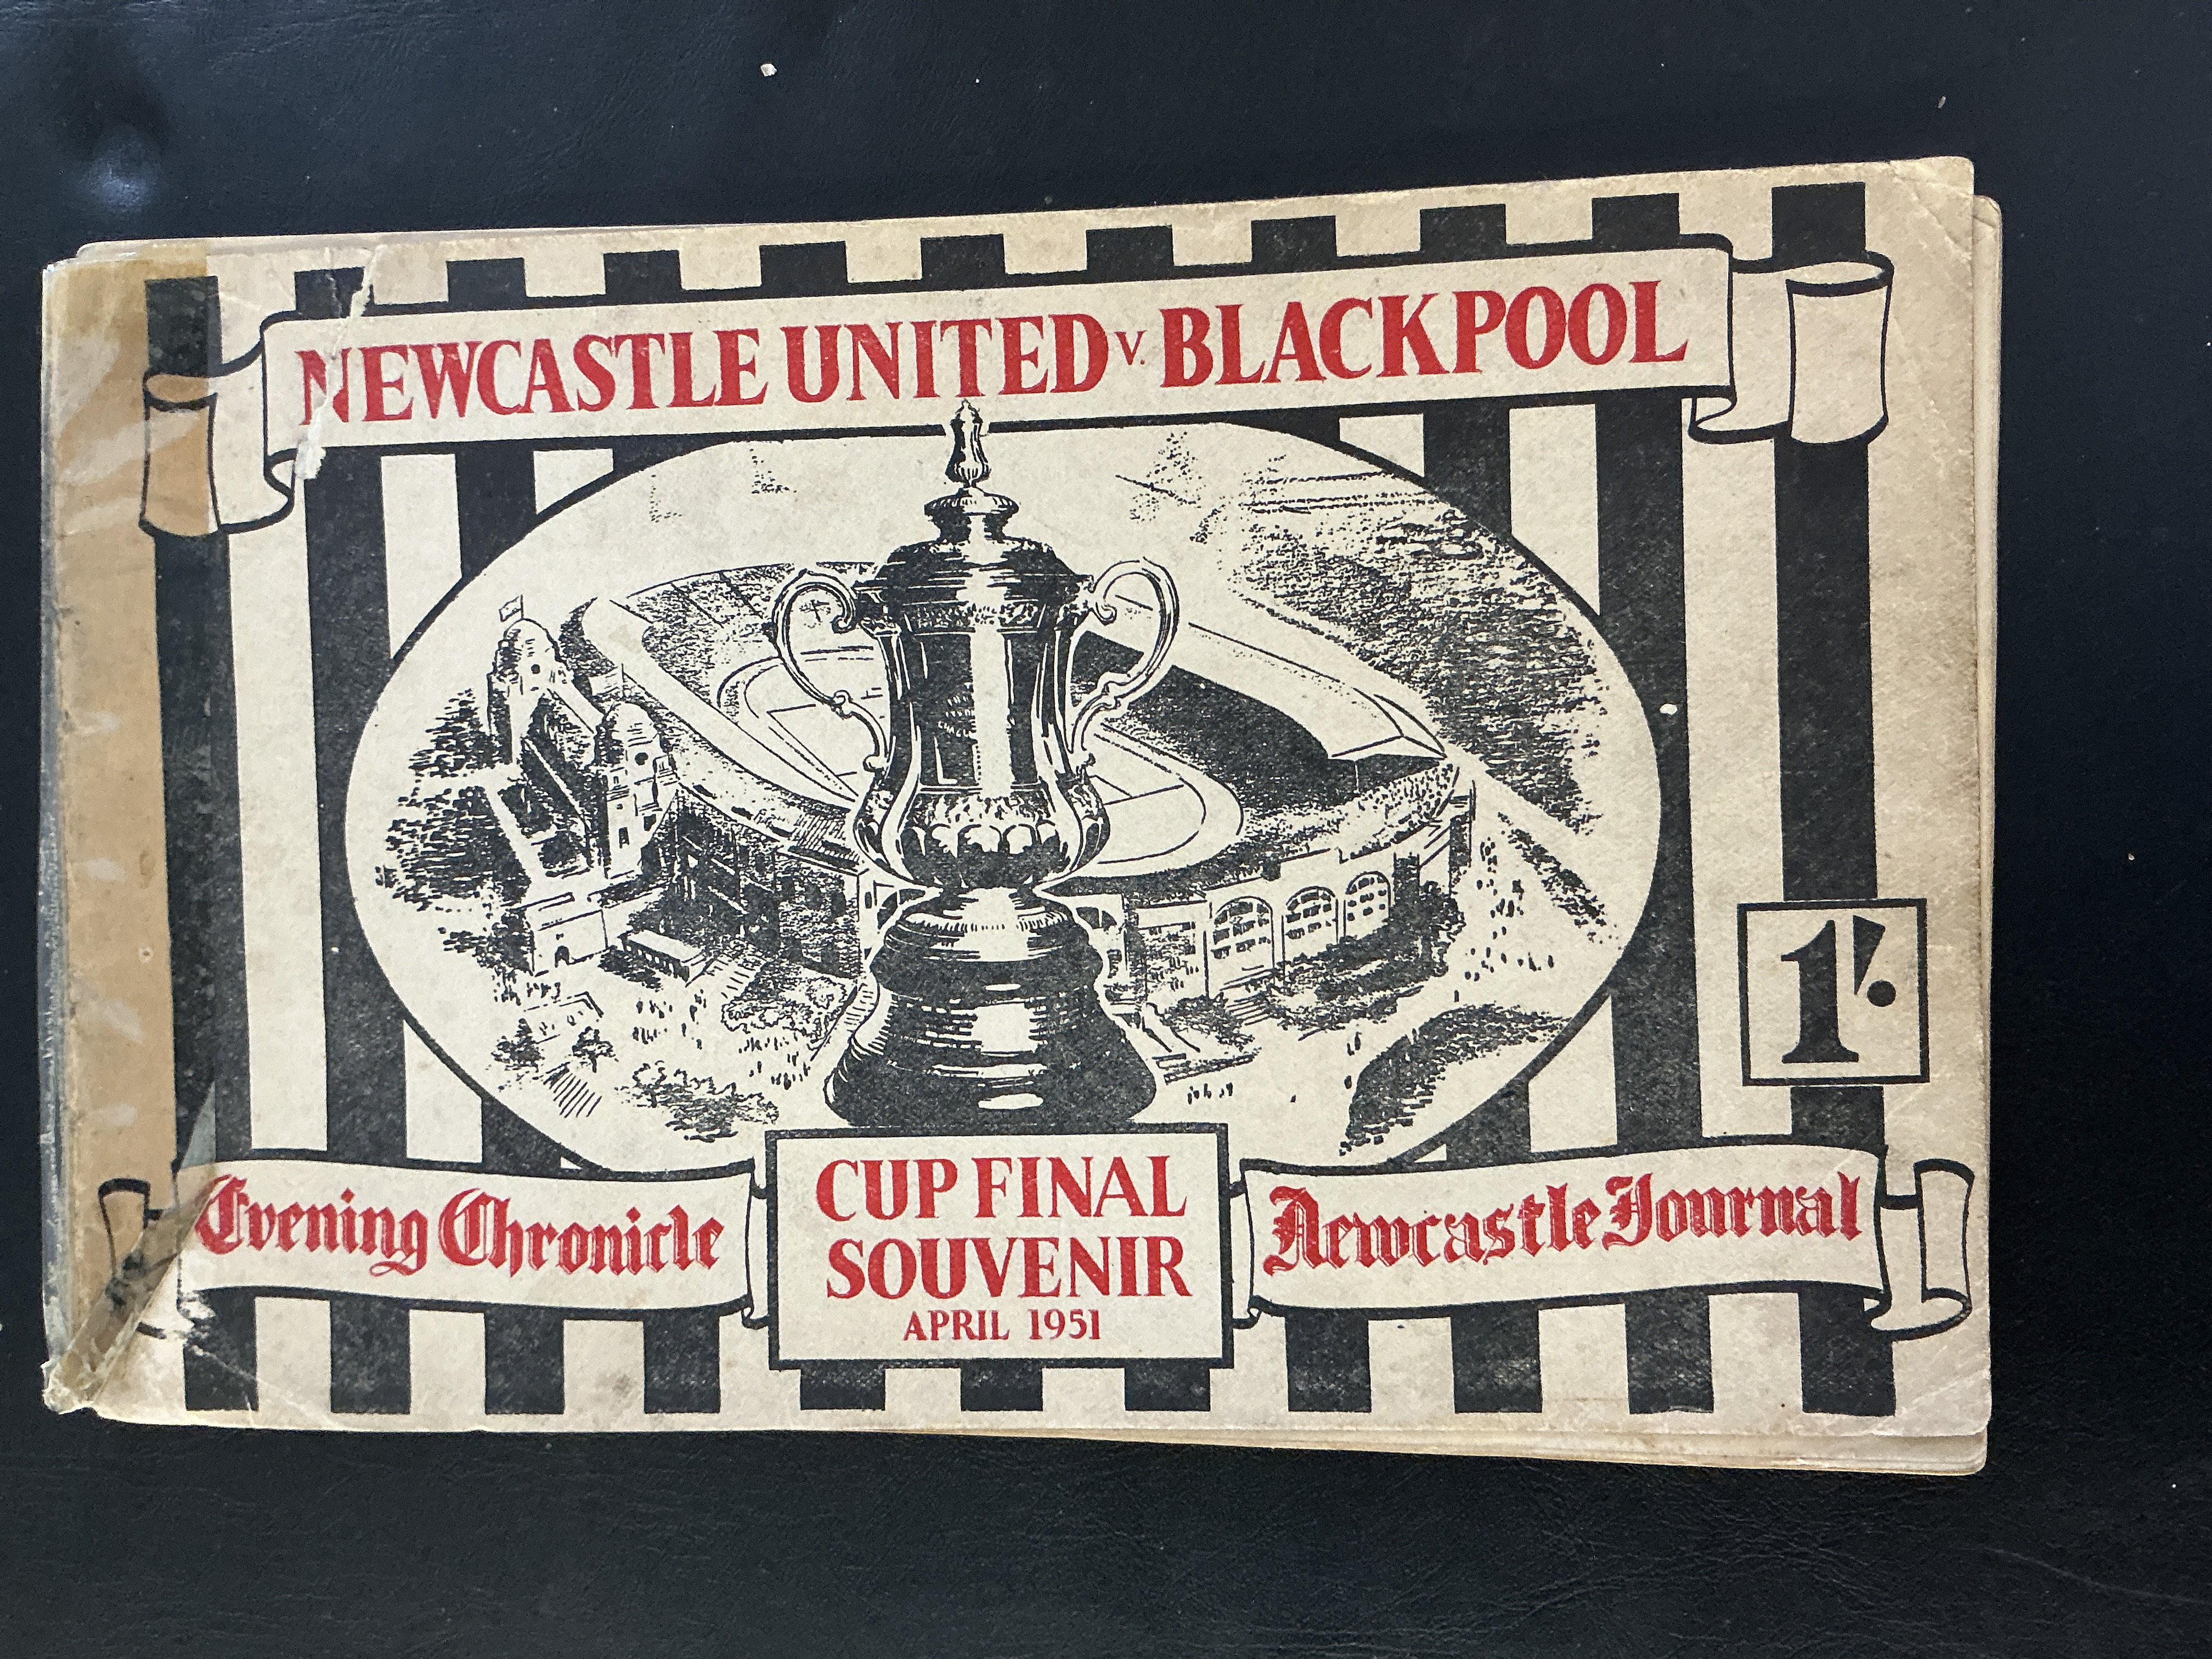 NEWCASTLE UNITED V. BLACKPOOL
1'.
Evening Chronicle
CUP FINAL
SOUVENIR
APRIL 1951
Newcastle Journal